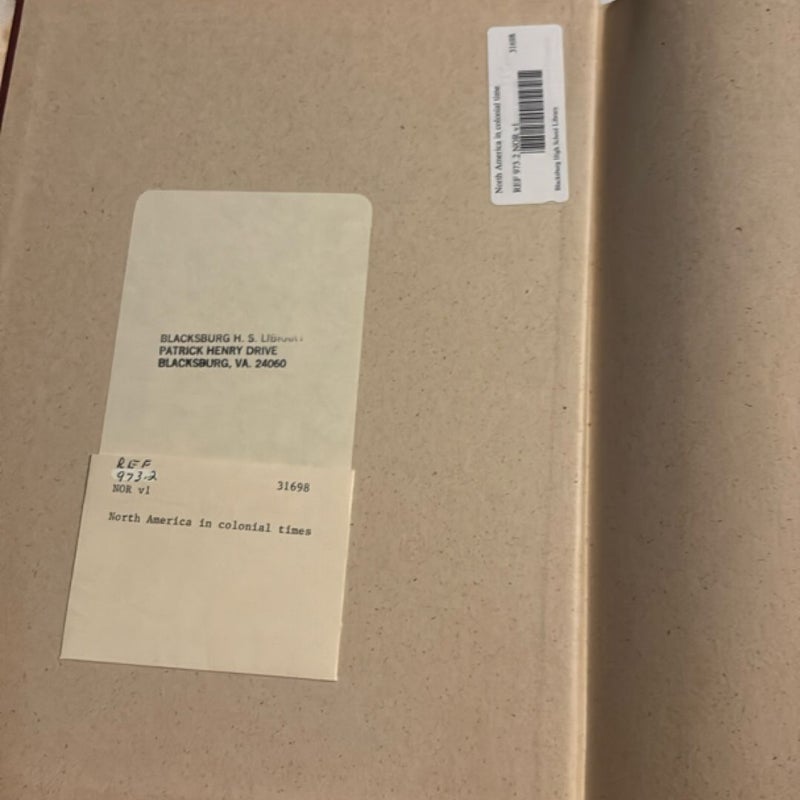 North America in colonial time
31698
REF 973.2 NOR v1
Blacksburg High School Library
BLACKSBURG H. S. LIBRARY
PATRICK HENRY DRIVE
BLACKSBURG, VA. 24060
REF
973.2
NOR v1
31698
North America in colonial times